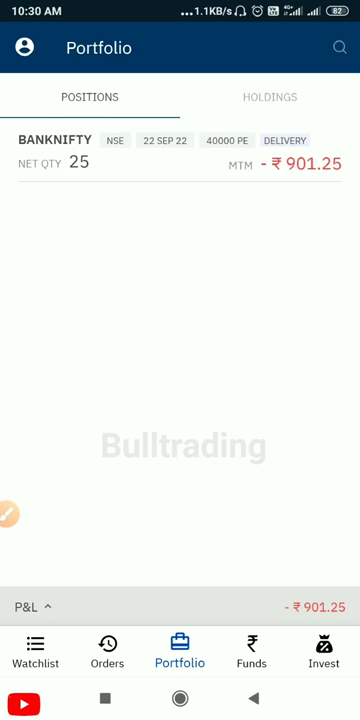 10:30 AM ...1.1KB/s 4G+ 82
Portfolio
POSITIONS HOLDINGS
BANKNIFTY NSE 22 SEP 22 40000 PE DELIVERY
NET QTY 25 MTM - ₹ 901.25
Bulltrading
P&L - ₹ 901.25
Watchlist Orders Portfolio Funds Invest